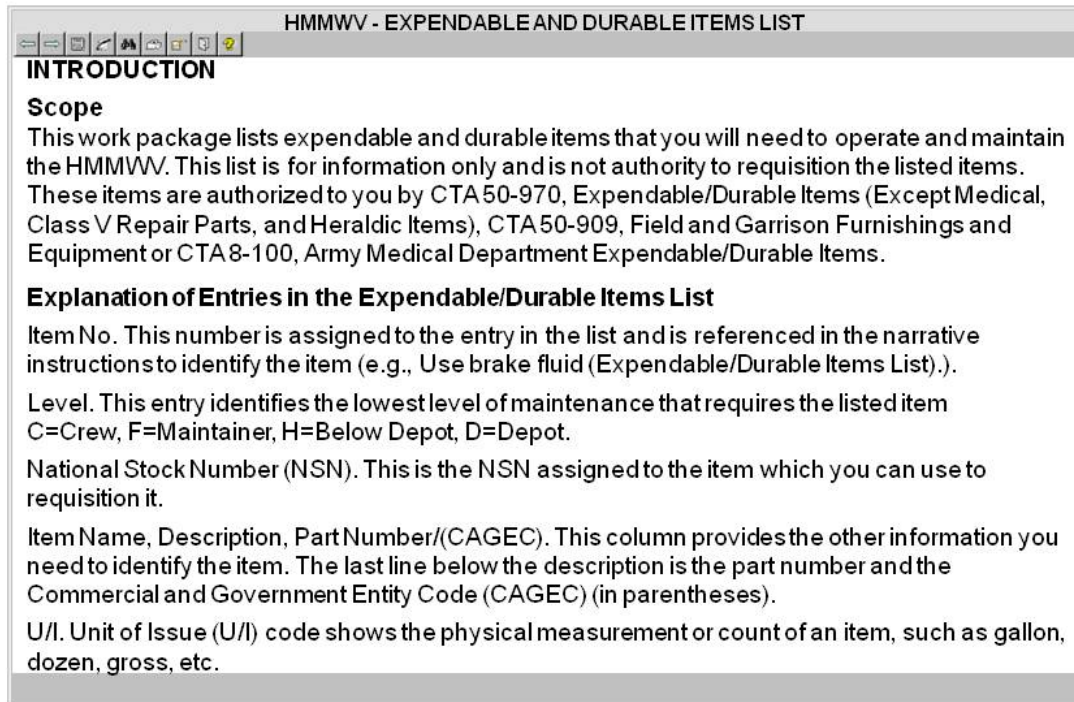 HMMWV - EXPENDABLE AND DURABLE ITEMS LIST
INTRODUCTION
Scope
This work package lists expendable and durable items that you will need to operate and maintain
the HMMWV. This list is for information only and is not authority to requisition the listed items.
These items are authorized to you by CTA 50-970, Expendable/Durable Items (Except Medical,
Class V Repair Parts, and Heraldic Items), CTA 50-909, Field and Garrison Furnishings and
Equipment or CTA 8-100, Army Medical Department Expendable/Durable Items.
Explanation of Entries in the Expendable/Durable Items List
Item No. This number is assigned to the entry in the list and is referenced in the narrative
instructions to identify the item (e.g., Use brake fluid (Expendable/Durable Items List).).
Level. This entry identifies the lowest level of maintenance that requires the listed item
C=Crew, F=Maintainer, H=Below Depot, D=Depot.
National Stock Number (NSN). This is the NSN assigned to the item which you can use to
requisition it.
Item Name, Description, Part Number/(CAGEC). This column provides the other information you
need to identify the item. The last line below the description is the part number and the
Commercial and Government Entity Code (CAGEC) (in parentheses).
U/I. Unit of Issue (U/I) code shows the physical measurement or count of an item, such as gallon,
dozen, gross, etc.